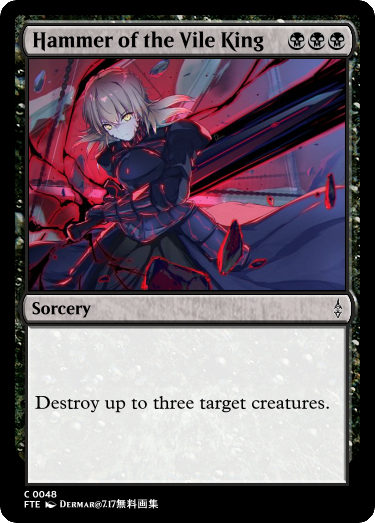 Hammer of the Vile King
Sorcery
Destroy up to three target creatures.
C 0048
FTE Dermar@7.17無料画集